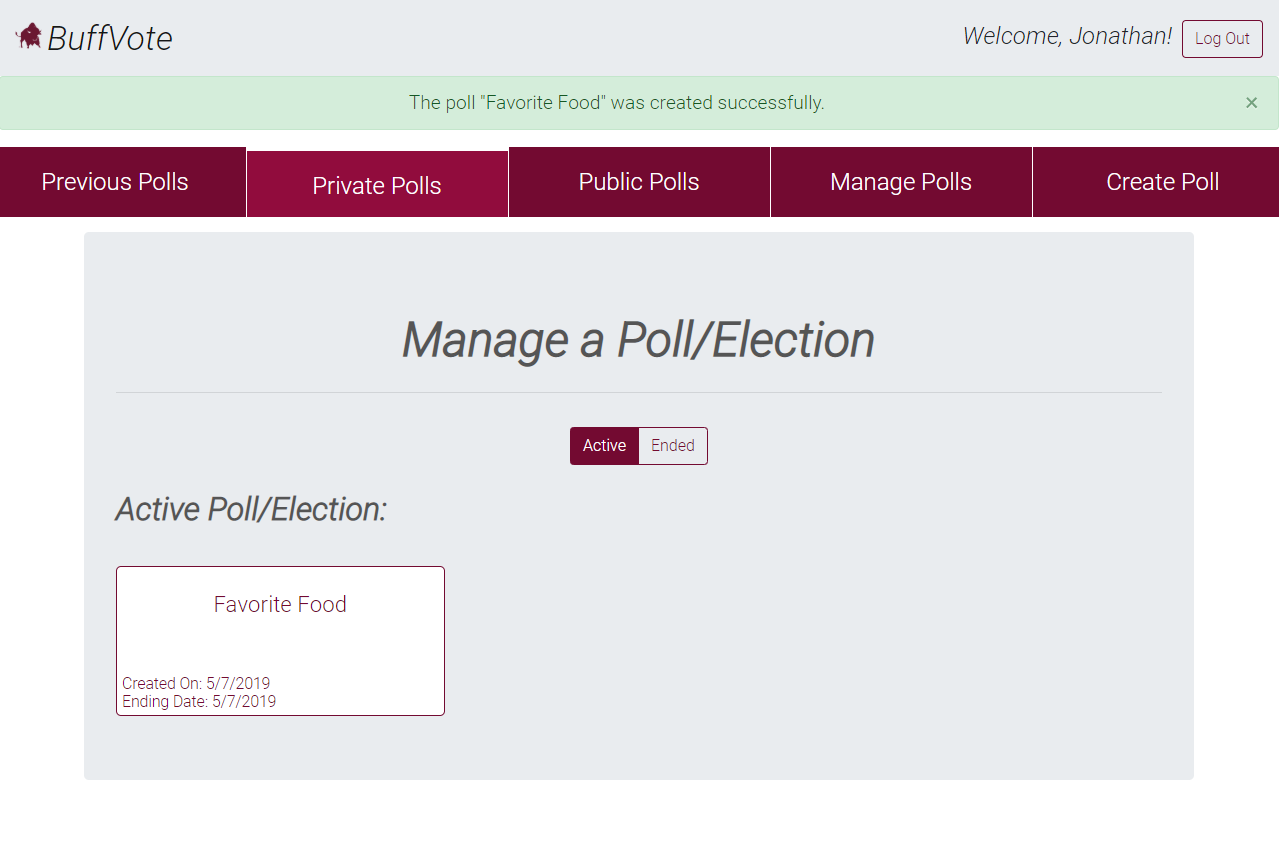 BuffVote
Welcome, Jonathan!
Log Out
The poll "Favorite Food" was created successfully.
×
Previous Polls
Private Polls
Public Polls
Manage Polls
Create Poll
Manage a Poll/Election
Active
Ended
Active Poll/Election:
Favorite Food
Created On: 5/7/2019
Ending Date: 5/7/2019